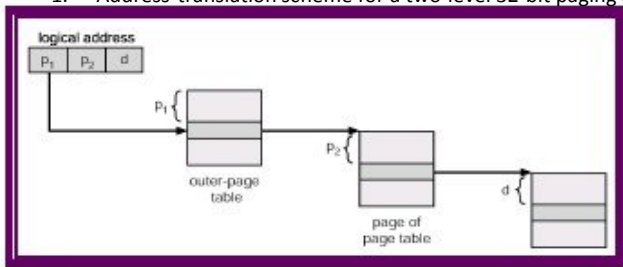 1. Address-translation scheme for a two-level 32-bit paging
logical address
p1 p2 d
p1 {
p2 {
d {
outer-page
table
page of
page table